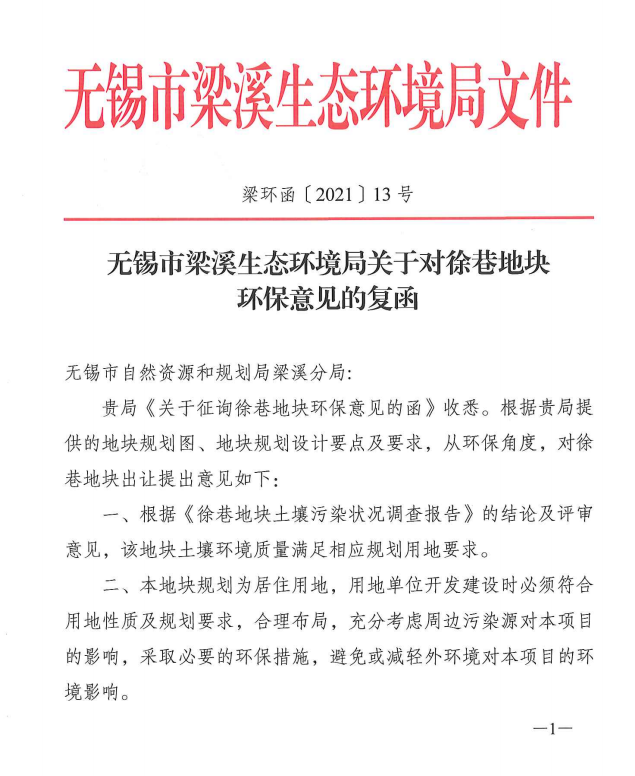 无锡市梁溪生态环境局文件
梁环函〔2021〕13号
无锡市梁溪生态环境局关于对徐巷地块
环保意见的复函
无锡市自然资源和规划局梁溪分局:
贵局《关于征询徐巷地块环保意见的函》收悉。根据贵局提
供的地块规划图、地块规划设计要点及要求，从环保角度，对徐
巷地块出让提出意见如下:
一、根据《徐巷地块土壤污染状况调查报告》的结论及评审
意见，该地块土壤环境质量满足相应规划用地要求。
二、本地块规划为居住用地，用地单位开发建设时必须符合
用地性质及规划要求，合理布局，充分考虑周边污染源对本项目
的影响，采取必要的环保措施，避免或减轻外环境对本项目的环
境影响。
—1—